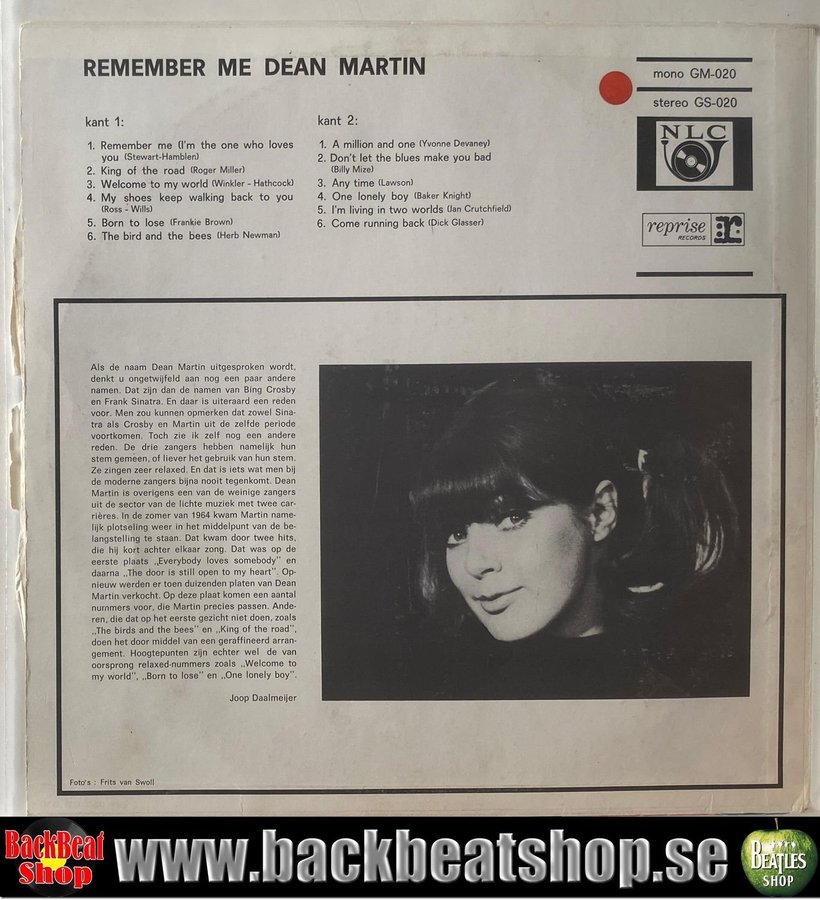 REMEMBER ME DEAN MARTIN
mono GM-020
stereo GS-020
NLC
reprise
RECORDS
r:
kant 1:
1. Remember me (I'm the one who loves
you (Stewart-Hamblen)
2. King of the road (Roger Miller)
3. Welcome to my world (Winkler - Hathcock)
4. My shoes keep walking back to you
(Ross - Wills)
5. Born to lose (Frankie Brown)
6. The bird and the bees (Herb Newman)
kant 2:
1. A million and one (Yvonne Devaney)
2. Don't let the blues make you bad
(Billy Mize)
3. Any time (Lawson)
4. One lonely boy (Baker Knight)
5. I'm living in two worlds (Ian Crutchfield)
6. Come running back (Dick Glasser)
Als de naam Dean Martin uitgesproken wordt,
denkt u ongetwijfeld aan nog een paar andere
namen. Dat zijn dan de namen van Bing Crosby
en Frank Sinatra. En daar is uiteraard een reden
voor. Men zou kunnen opmerken dat zowel Sina-
tra als Crosby en Martin uit de zelfde periode
voortkomen. Toch zie ik zelf nog een andere
reden. De drie zangers hebben namelijk hun
stem gemeen, of liever het gebruik van hun stem.
Ze zingen zeer relaxed. En dat is iets wat men bij
de moderne zangers bijna nooit tegenkomt. Dean
Martin is overigens een van de weinige zangers
uit de sector van de lichte muziek met twee car-
rières. In de zomer van 1964 kwam Martin name-
lijk plotseling weer in het middelpunt van de be-
langstelling te staan. Dat kwam door twee hits,
die hij kort achter elkaar zong. Dat was op de
eerste plaats „Everybody loves somebody" en
daarna „The door is still open to my heart". Op-
nieuw werden er toen duizenden platen van Dean
Martin verkocht. Op deze plaat komen een aantal
nummers voor, die Martin precies passen. Ande-
ren, die dat op het eerste gezicht niet doen, zoals
„The birds and the bees" en „King of the road",
doen het door middel van een geraffineerd arran-
gement. Hoogtepunten zijn echter wel de van
oorsprong relaxed-nummers zoals „Welcome to
my world", „Born to lose" en „One lonely boy".
Joop Daalmeijer
Foto's : Frits van Swoll
BackBeat
Shop
www.backbeatshop.se
BEATLES
SHOP